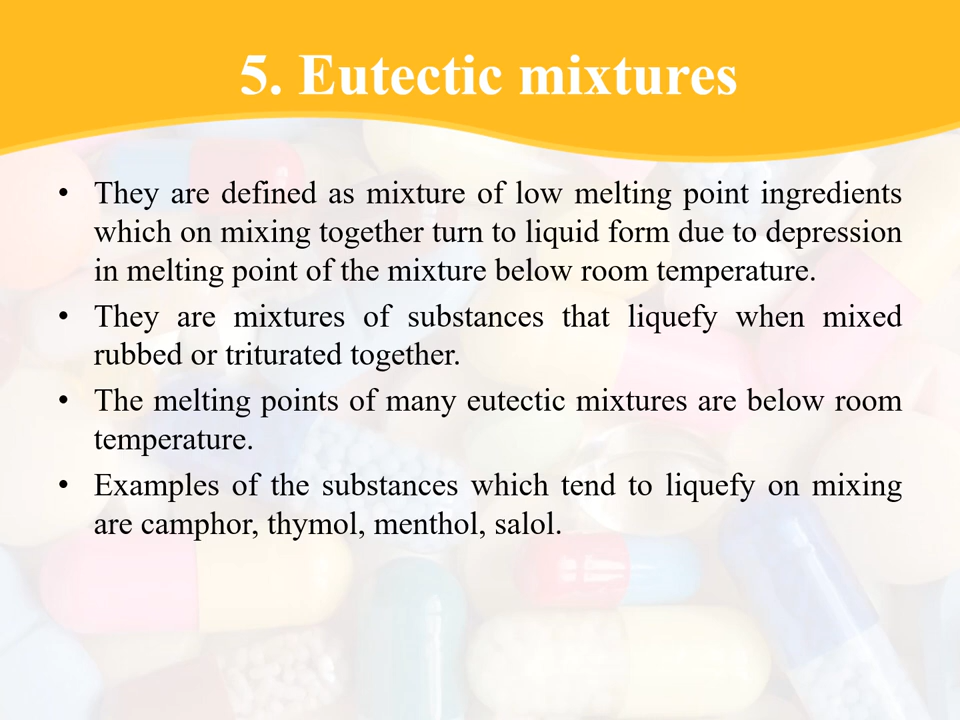 5. Eutectic mixtures
• They are defined as mixture of low melting point ingredients
which on mixing together turn to liquid form due to depression
in melting point of the mixture below room temperature.
• They are mixtures of substances that liquefy when mixed
rubbed or triturated together.
• The melting points of many eutectic mixtures are below room
temperature.
• Examples of the substances which tend to liquefy on mixing
are camphor, thymol, menthol, salol.